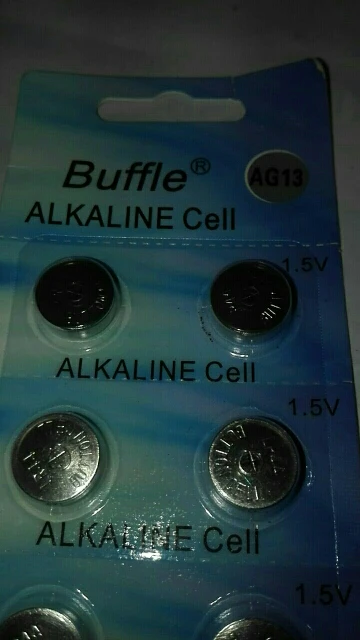 Buffle®
AG13
ALKALINE Cell
1.5V
ALKALINE Cell
1.5V
ALKALINE Cell
1.5V